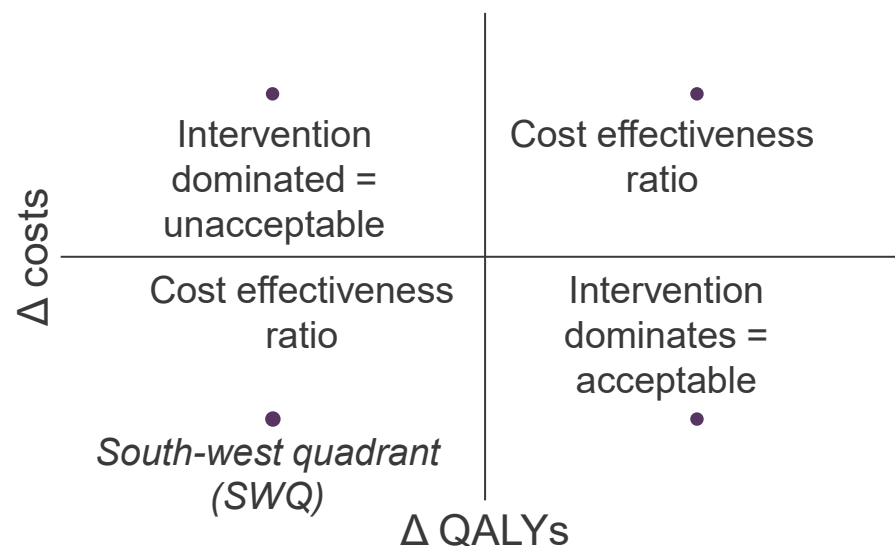 Intervention
dominated =
unacceptable
Cost effectiveness
ratio
Δ costs
Cost effectiveness
ratio
Intervention
dominates =
acceptable
South-west quadrant
(SWQ)
Δ QALYs